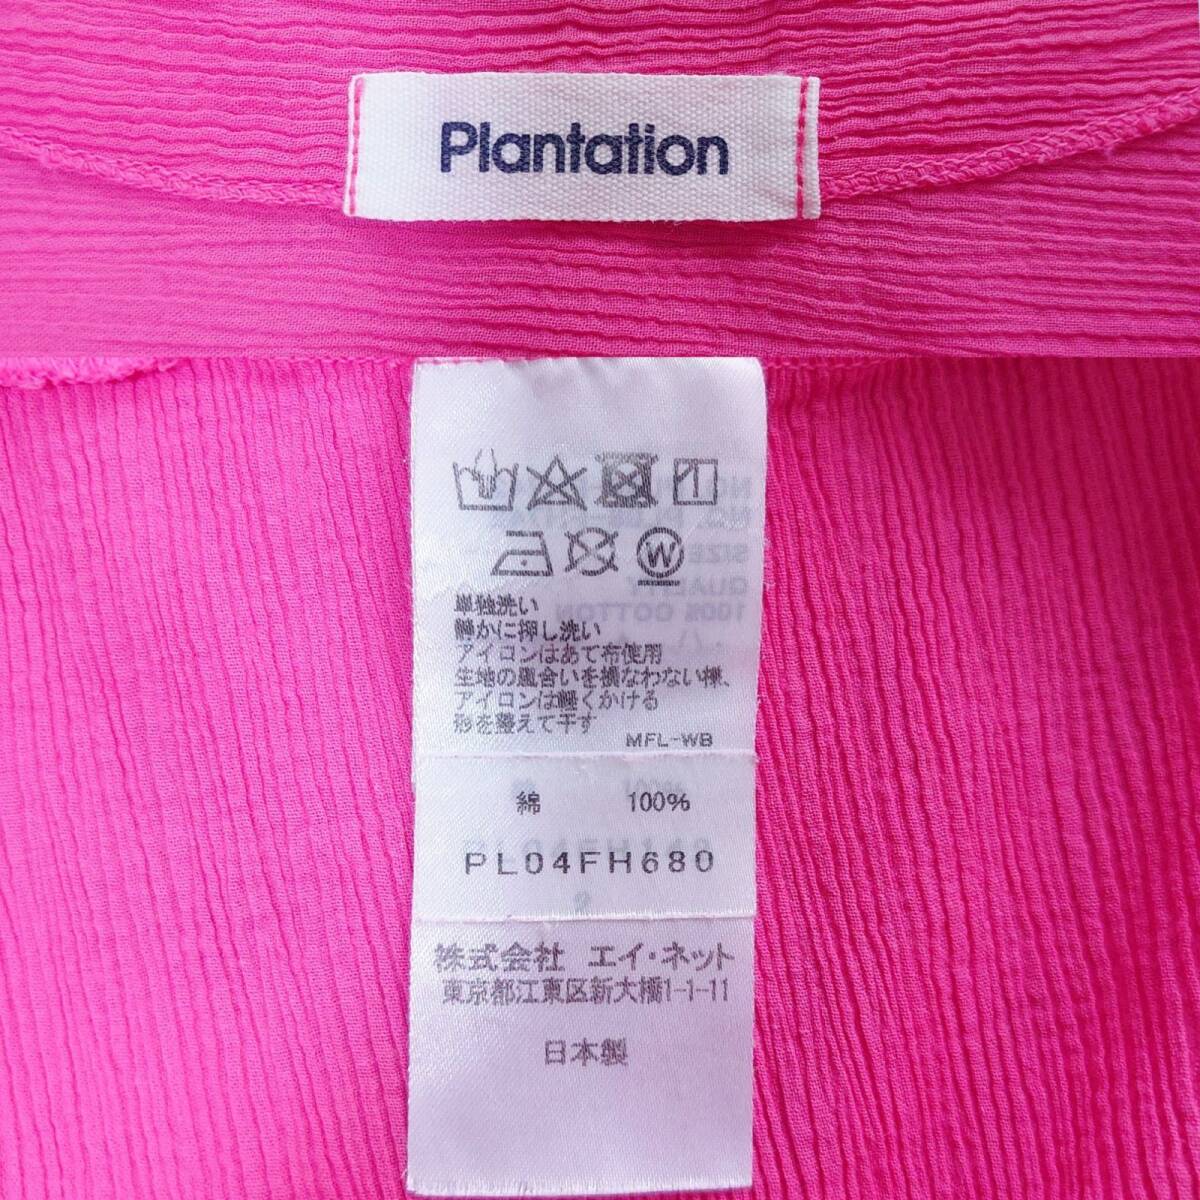 Plantation
W
単独洗い
静かに押し洗い
アイロンはあて布使用
生地の風合いを損なわない様、
アイロンは軽くかける
形を整えて干す
MFL-WB
綿 100%
PL04FH680
株式会社 エイ・ネット
東京都江東区新大橋1-1-11
日本製